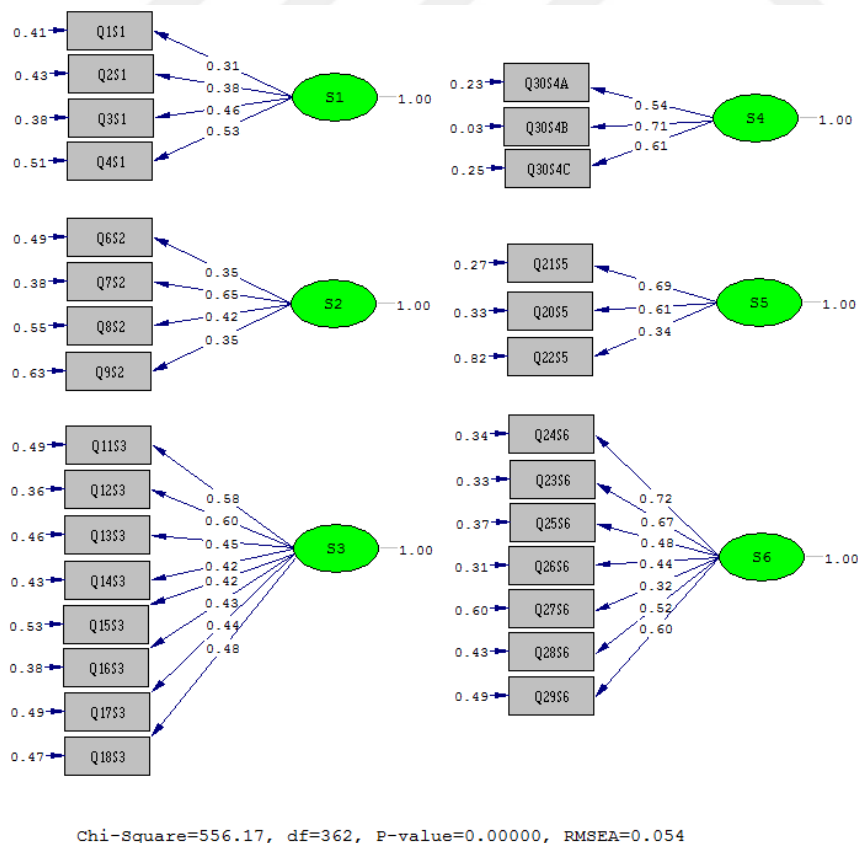 0.41 Q1S1 0.31
0.43 Q2S1 0.38
0.38 Q3S1 0.46
0.51 Q4S1 0.53
S1 1.00
0.49 Q6S2 0.35
0.38 Q7S2 0.65
0.55 Q8S2 0.42
0.63 Q9S2 0.35
S2 1.00
0.49 Q11S3 0.58
0.36 Q12S3 0.60
0.46 Q13S3 0.45
0.43 Q14S3 0.42
0.53 Q15S3 0.42
0.38 Q16S3 0.43
0.49 Q17S3 0.44
0.47 Q18S3 0.48
S3 1.00
0.23 Q30S4A 0.54
0.03 Q30S4B 0.71
0.25 Q30S4C 0.61
S4 1.00
0.27 Q21S5 0.69
0.33 Q20S5 0.61
0.82 Q22S5 0.34
S5 1.00
0.34 Q24S6 0.72
0.33 Q23S6 0.67
0.37 Q25S6 0.48
0.31 Q26S6 0.44
0.60 Q27S6 0.32
0.43 Q28S6 0.52
0.49 Q29S6 0.60
S6 1.00
Chi-Square=556.17, df=362, P-value=0.00000, RMSEA=0.054